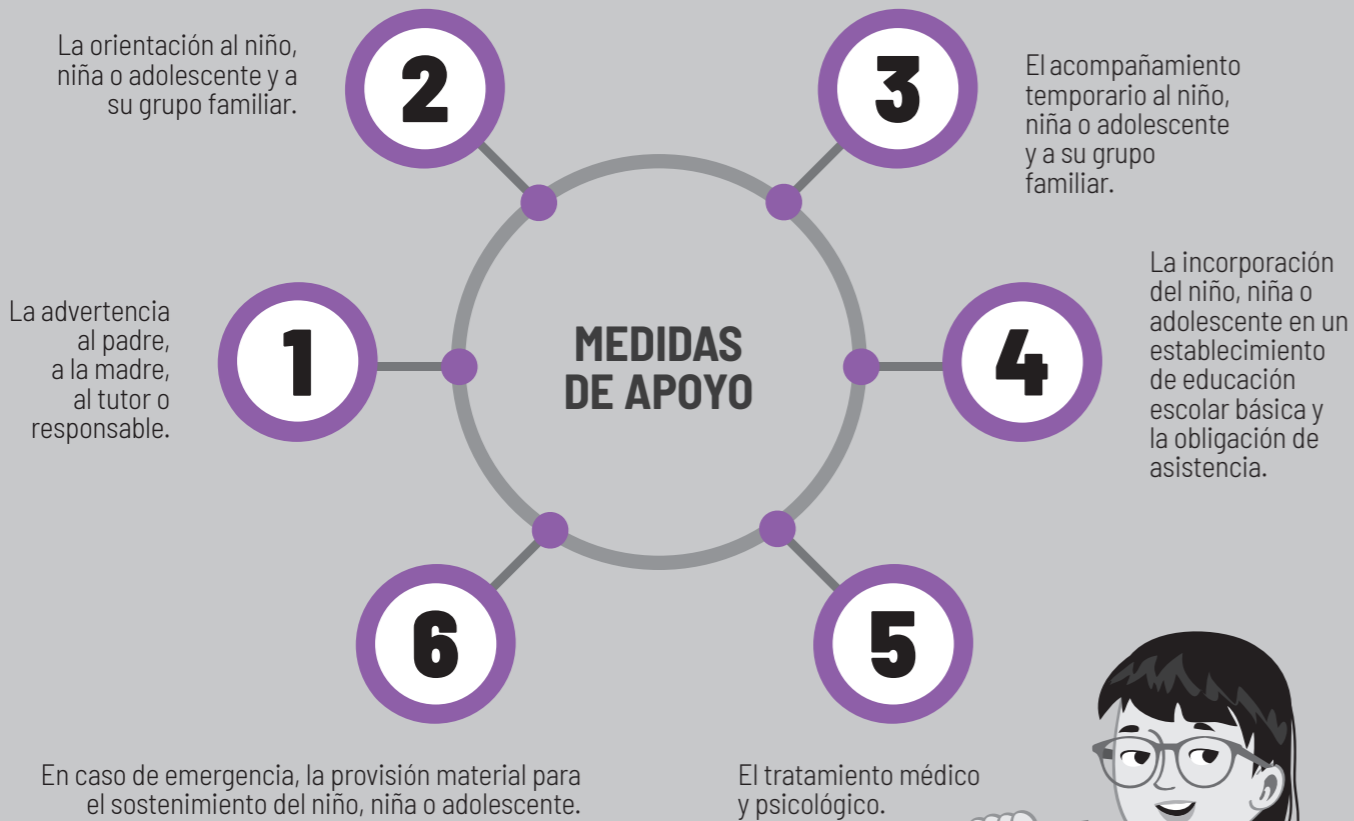 MEDIDAS
DE APOYO
1
La advertencia
al padre,
a la madre,
al tutor o
responsable.
2
La orientación al niño,
niña o adolescente y a
su grupo familiar.
3
El acompañamiento
temporario al niño,
niña o adolescente
y a su grupo
familiar.
4
La incorporación
del niño, niña o
adolescente en un
establecimiento
de educación
escolar básica y
la obligación de
asistencia.
5
El tratamiento médico
y psicológico.
6
En caso de emergencia, la provisión material para
el sostenimiento del niño, niña o adolescente.